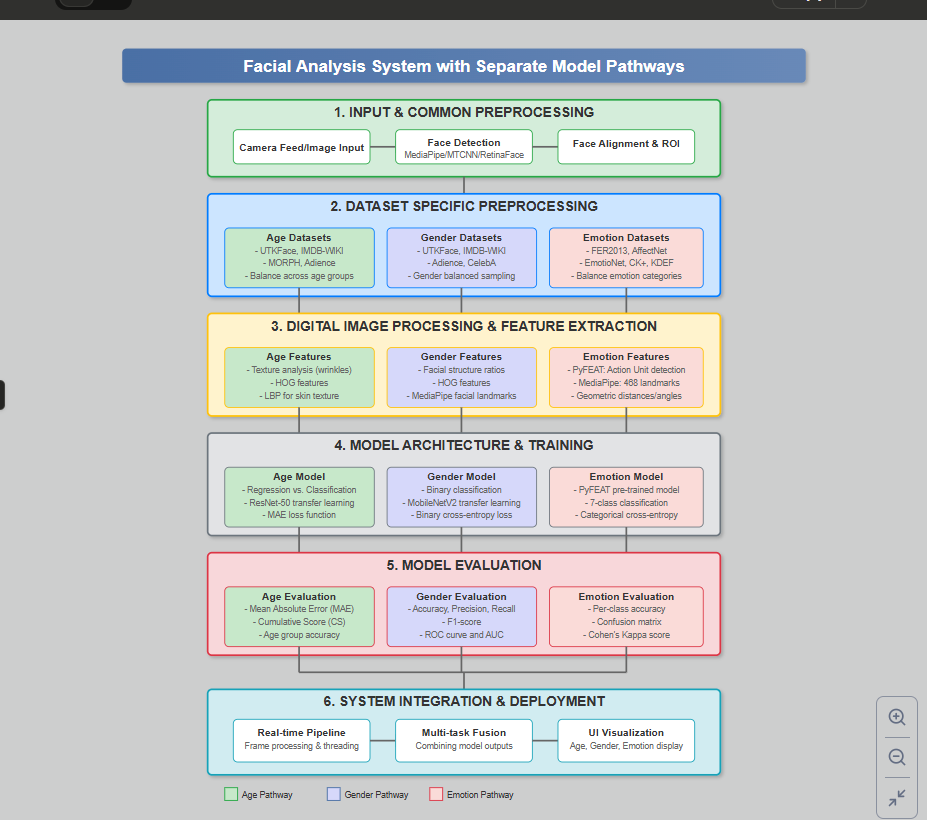 Facial Analysis System with Separate Model Pathways
1. INPUT & COMMON PREPROCESSING
Camera Feed/Image Input
Face Detection
MediaPipe/MTCNN/RetinaFace
Face Alignment & ROI
2. DATASET SPECIFIC PREPROCESSING
Age Datasets
- UTKFace, IMDB-WIKI
- MORPH, Adience
- Balance across age groups
Gender Datasets
- UTKFace, IMDB-WIKI
- Adience, CelebA
- Gender balanced sampling
Emotion Datasets
- FER2013, AffectNet
- EmotioNet, CK+, KDEF
- Balance emotion categories
3. DIGITAL IMAGE PROCESSING & FEATURE EXTRACTION
Age Features
- Texture analysis (wrinkles)
- HOG features
- LBP for skin texture
Gender Features
- Facial structure ratios
- HOG features
- MediaPipe facial landmarks
Emotion Features
- PyFEAT: Action Unit detection
- MediaPipe: 468 landmarks
- Geometric distances/angles
4. MODEL ARCHITECTURE & TRAINING
Age Model
- Regression vs. Classification
- ResNet-50 transfer learning
- MAE loss function
Gender Model
- Binary classification
- MobileNetV2 transfer learning
- Binary cross-entropy loss
Emotion Model
- PyFEAT pre-trained model
- 7-class classification
- Categorical cross-entropy
5. MODEL EVALUATION
Age Evaluation
- Mean Absolute Error (MAE)
- Cumulative Score (CS)
- Age group accuracy
Gender Evaluation
- Accuracy, Precision, Recall
- F1-score
- ROC curve and AUC
Emotion Evaluation
- Per-class accuracy
- Confusion matrix
- Cohen's Kappa score
6. SYSTEM INTEGRATION & DEPLOYMENT
Real-time Pipeline
Frame processing & threading
Multi-task Fusion
Combining model outputs
UI Visualization
Age, Gender, Emotion display
Age Pathway
Gender Pathway
Emotion Pathway